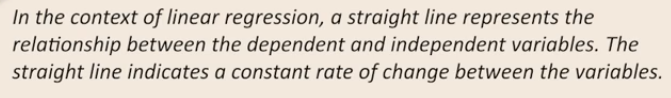 In the context of linear regression, a straight line represents the
relationship between the dependent and independent variables. The
straight line indicates a constant rate of change between the variables.